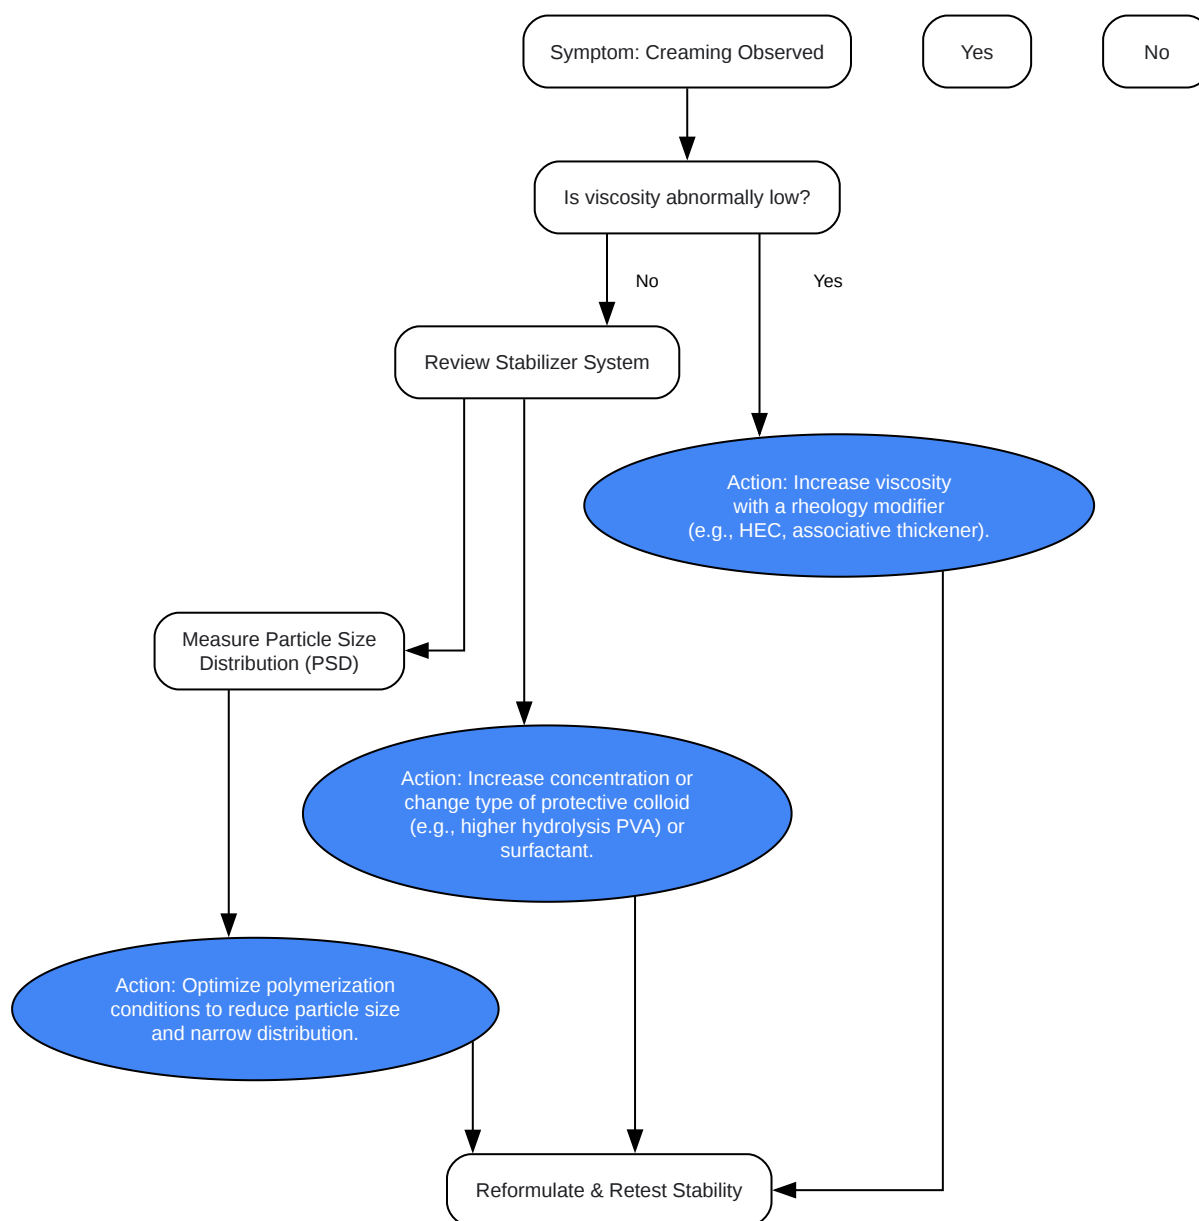 Symptom: Creaming Observed
Yes
No
Is viscosity abnormally low?
No
Yes
Review Stabilizer System
Action: Increase viscosity
with a rheology modifier
(e.g., HEC, associative thickener).
Measure Particle Size
Distribution (PSD)
Action: Increase concentration or
change type of protective colloid
(e.g., higher hydrolysis PVA) or
surfactant.
Action: Optimize polymerization
conditions to reduce particle size
and narrow distribution.
Reformulate & Retest Stability